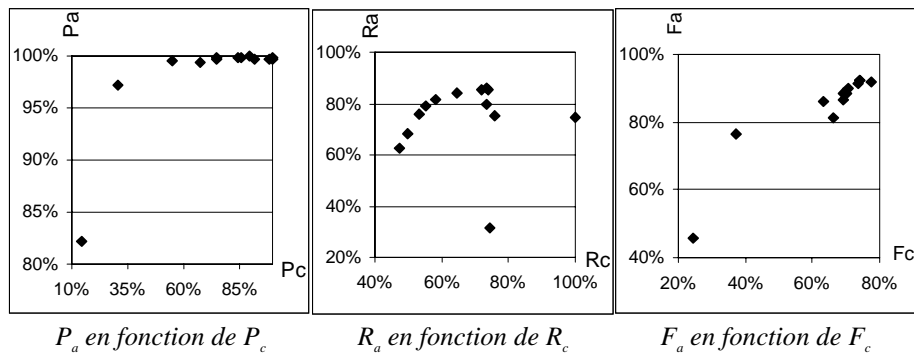 Pa
100%
95%
90%
85%
80%
10% 35% 60% 85%
Pc
Ra
100%
80%
60%
40%
20%
40% 60% 80% 100%
Rc
Fa
100%
80%
60%
40%
20% 40% 60% 80%
Fc
Pa en fonction de Pc
Ra en fonction de Rc
Fa en fonction de Fc